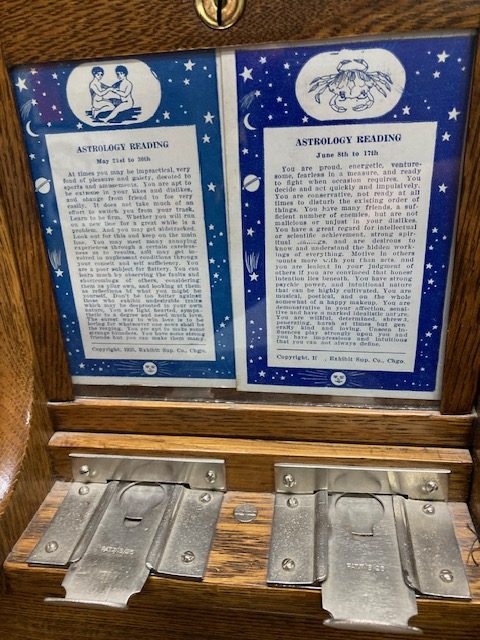 ASTROLOGY READING
May 21st to 30th
At times you may be impractical, very
fond of pleasure and gaiety, devoted to
sports and amusements. You are apt to
be extreme in your likes and dislikes,
and change from friend to foe very
easily. It does not take much of an
effort to switch you from your track.
Learn to be firm. Whether you will run
on a new line for a great while is a
problem. And you may get sidetracked.
Look out for this and keep on the main
line. You may meet many annoying
experiences through a certain
ness as to results, and may get in-
volved in unpleasant conditions through
your conceit and self sufficiency. You
are a poor subject for flattery. You can
learn much by observing the faults and
shortcomings of others, considering
them as your own, and looking at them
as reflections of what you might find in
yourself. Don't be too bitter against
those who exhibit undesirable traits
which may be despoiled in your own
nature. You are light hearted, sympa-
thetic to a degree and need much love.
The surest way to win love is by
loving for whatsoever one sows shall be
the reaping. You are apt to make some
strange friendships. You have some staunch
friends but you can make them many.
Copyright, Exhibit Sup. Co., Chgo.
ASTROLOGY READING
June 8th to 17th
You are proud, energetic, venture-
some, fearless in a measure, and ready
to fight when occasion requires. You
decide and act quickly and impulsively.
You are conservative, not ready at all
times to disturb the existing order of
things. You have many friends, a suf-
ficient number of enemies, but are not
malicious or unjust in your dislikes.
You have a great regard for intellectual
or scientific achievement, strong spir-
itual and are desirous to
know and understand the hidden work-
ings of everything. Motive in others
counts more with you than acts, and
you are lenient in your judgment of
others if you are convinced that honest
intention lies beneath. You have strong
psychic power, and intuitional nature
that can be highly cultivated. You are
musical, poetical, and on the whole
somewhat of a happy makeup. You are
demonstrative in your affection, sensi-
tive and have a marked idealistic nature.
You are willful, determined, shrewd,
penetrating, harsh at times but gen-
erally kind and loving. Unseen in-
fluences play strongly upon you and
you have impressions and intuitions
that you can not always define.
Copyright, Exhibit Sup. Co., Chgo.
PAT.
PAT.